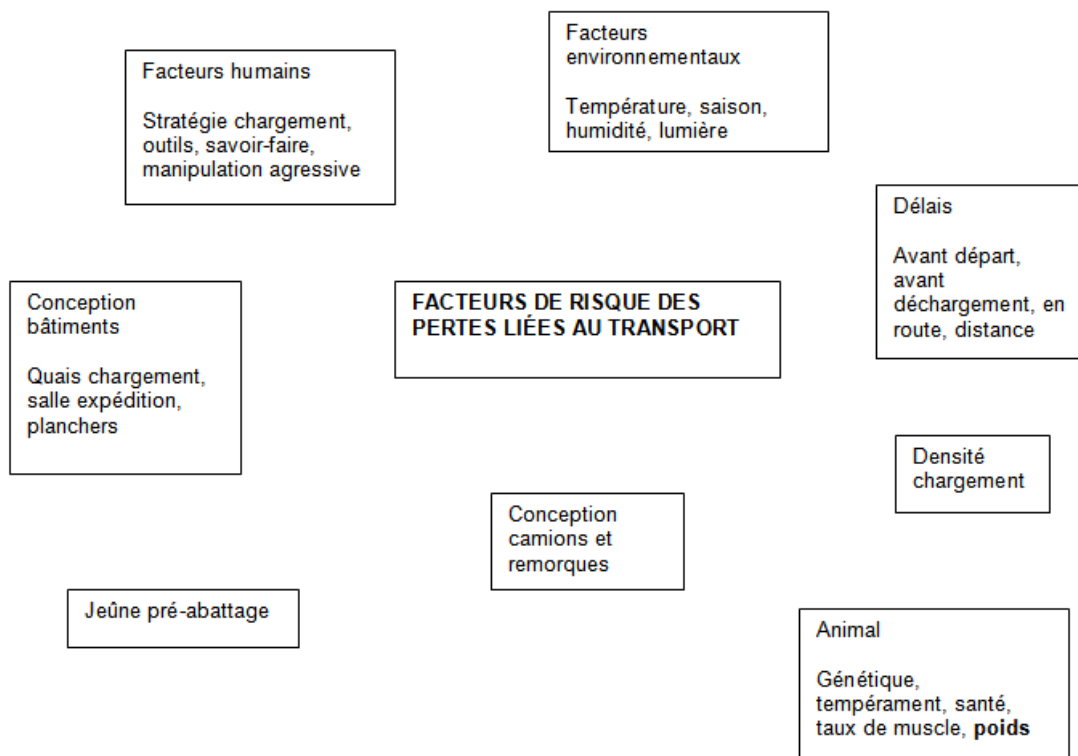 Facteurs humains
Stratégie chargement,
outils, savoir-faire,
manipulation agressive
Facteurs
environnementaux
Température, saison,
humidité, lumière
Délais
Avant départ,
avant
déchargement, en
route, distance
Conception
bâtiments
Quais chargement,
salle expédition,
planchers
FACTEURS DE RISQUE DES
PERTES LIÉES AU TRANSPORT
Densité
chargement
Conception
camions et
remorques
Jeûne pré-abattage
Animal
Génétique,
tempérament, santé,
taux de muscle, poids